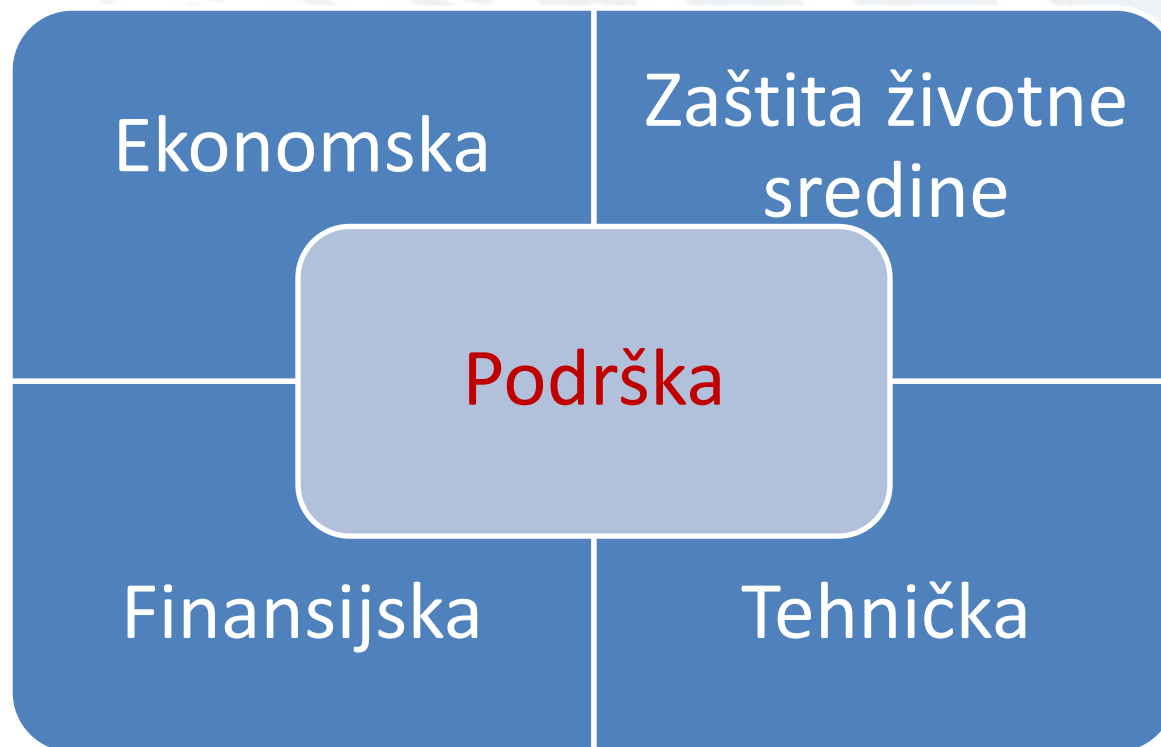 Ekonomska
Zaštita životne
sredine
Podrška
Finansijska
Tehnička